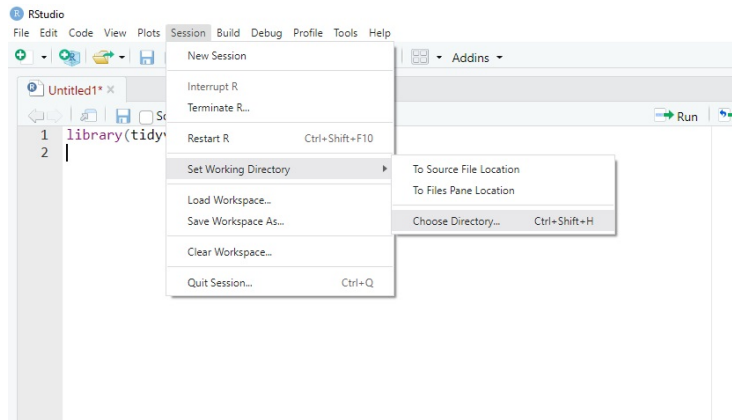 RStudio
File Edit Code View Plots Session Build Debug Profile Tools Help
Addins
Untitled1*
Run
1 library(
2
New Session
Interrupt R
Terminate R...
Restart R Ctrl+Shift+F10
Set Working Directory
To Source File Location
To Files Pane Location
Choose Directory... Ctrl+Shift+H
Load Workspace...
Save Workspace As...
Clear Workspace...
Quit Session... Ctrl+Q